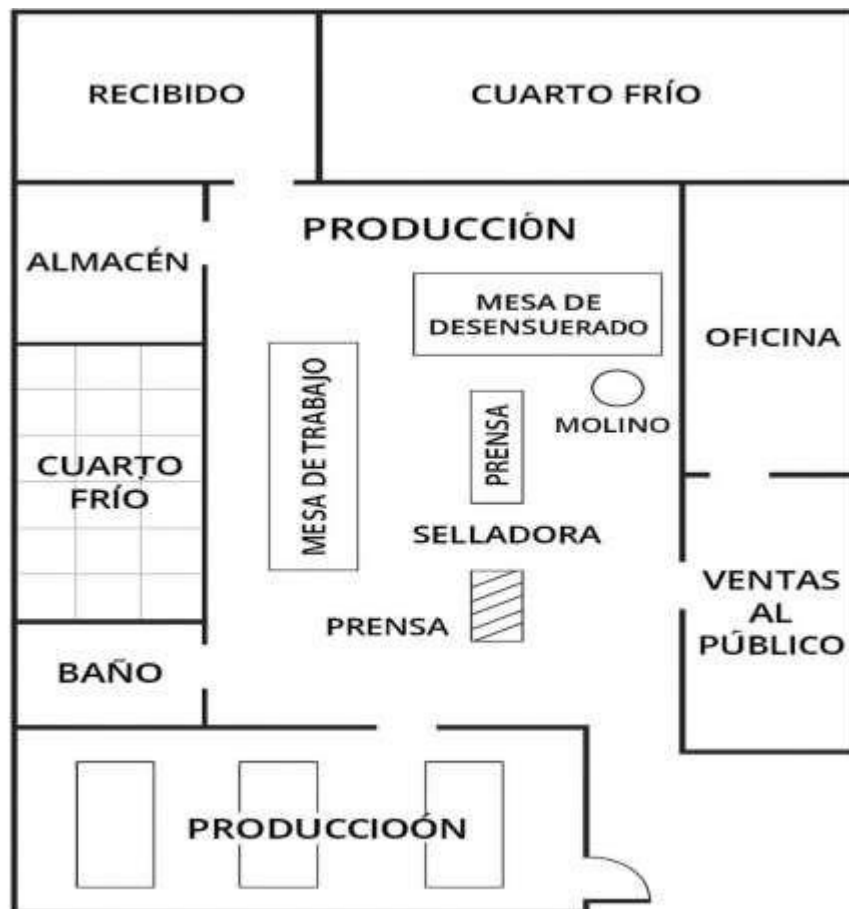 RECIBIDO
CUARTO FRÍO
PRODUCCIÓN
ALMACÉN
MESA DE
DESENSUERADO
OFICINA
MESA DE TRABAJO
PRENSA
MOLINO
CUARTO
FRÍO
SELLADORA
VENTAS
AL
PÚBLICO
PRENSA
BAÑO
PRODUCCIOÓN